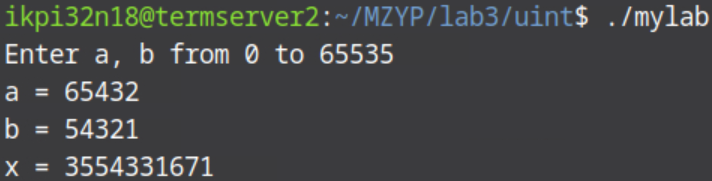 ikpi32n18@termserver2:~/MZYP/lab3/uint$ ./mylab
Enter a, b from 0 to 65535
a = 65432
b = 54321
x = 3554331671